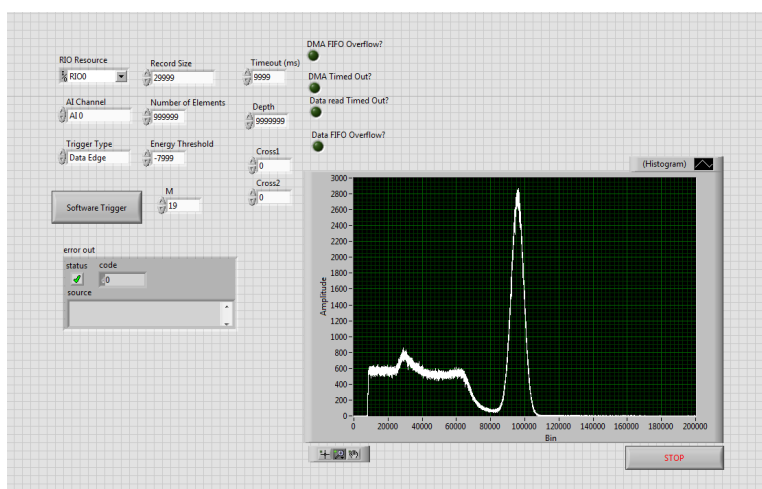 DMA FIFO Overflow?
RIO Resource
Record Size
Timeout (ms)
RIO0
29999
9999
DMA Timed Out?
AI Channel
Number of Elements
Depth
Data read Timed Out?
AI 0
999999
9999999
Trigger Type
Energy Threshold
Data FIFO Overflow?
Data Edge
-7999
Cross1
0
(Histogram)
Software Trigger
M
19
Cross2
0
error out
status
code
0
source
Amplitude
3000
2800
2600
2400
2200
2000
1800
1600
1400
1200
1000
800
600
400
200
0
0 20000 40000 60000 80000 100000 120000 140000 160000 180000 200000
Bin
STOP